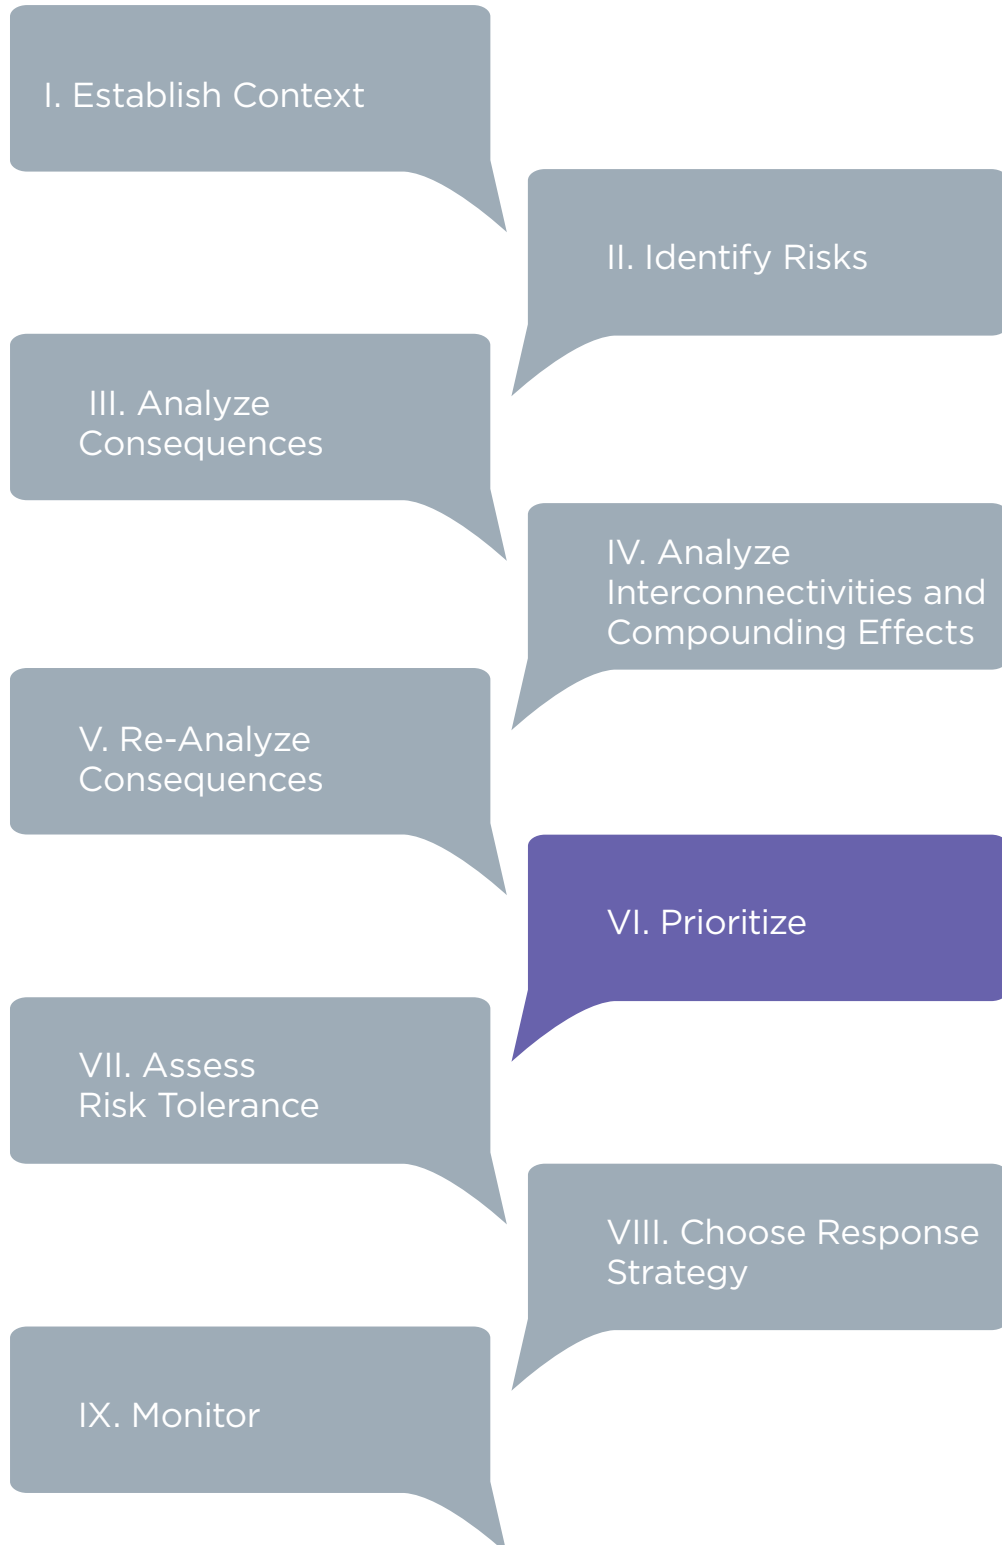 I. Establish Context
II. Identify Risks
III. Analyze
Consequences
IV. Analyze
Interconnectivities and
Compounding Effects
V. Re-Analyze
Consequences
VI. Prioritize
VII. Assess
Risk Tolerance
VIII. Choose Response
Strategy
IX. Monitor